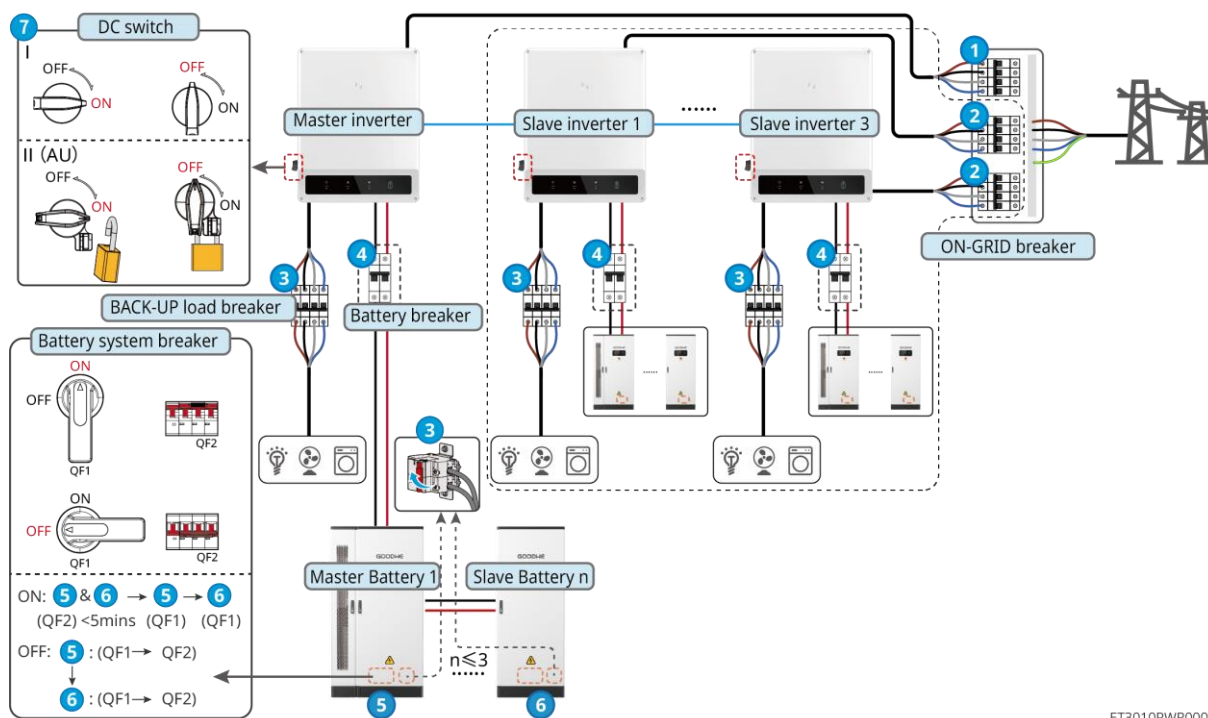 7 DC switch
I
OFF
ON
OFF
ON
II (AU)
OFF
ON
OFF
ON
Master inverter
Slave inverter 1
......
Slave inverter 3
1
2
2
ON-GRID breaker
3
BACK-UP load breaker
4
Battery breaker
3
4
......
3
4
......
Battery system breaker
ON
OFF
QF1
QF2
ON
OFF
QF1
QF2
ON: 5 & 6 → 5 → 6
(QF2) <5mins (QF1) (QF1)
OFF: 5 : (QF1→ QF2)
↓
6 : (QF1→ QF2)
3
GOODWE
Master Battery 1
GOODWE
Slave Battery n
n≤3
......
5
6